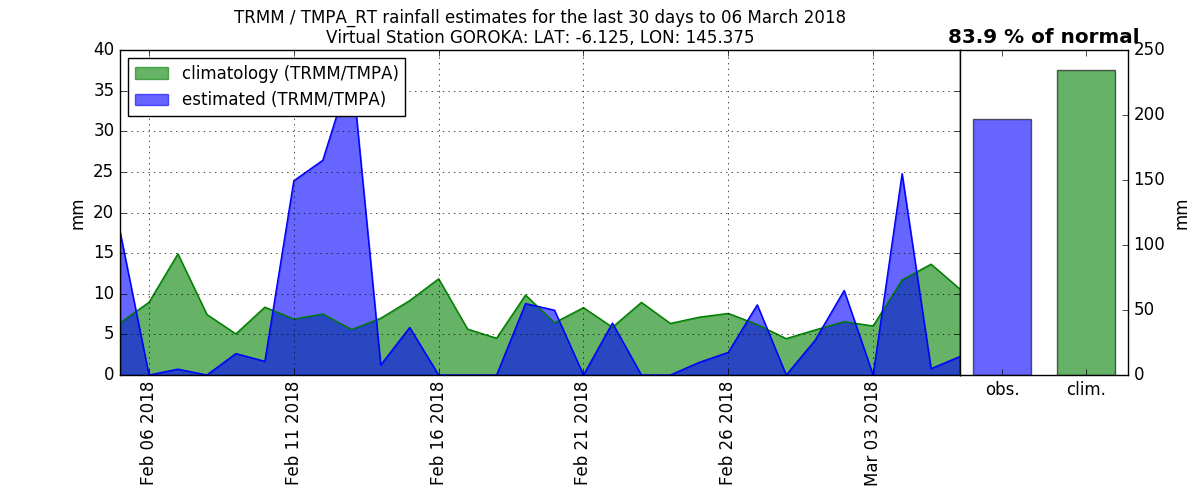 TRMM / TMPA_RT rainfall estimates for the last 30 days to 06 March 2018
Virtual Station GOROKA: LAT: -6.125, LON: 145.375
83.9 % of normal
climatology (TRMM/TMPA)
estimated (TRMM/TMPA)
40
35
30
25
20
15
10
5
0
mm
Feb 06 2018
Feb 11 2018
Feb 16 2018
Feb 21 2018
Feb 26 2018
Mar 03 2018
250
200
150
100
50
0
mm
obs.
clim.